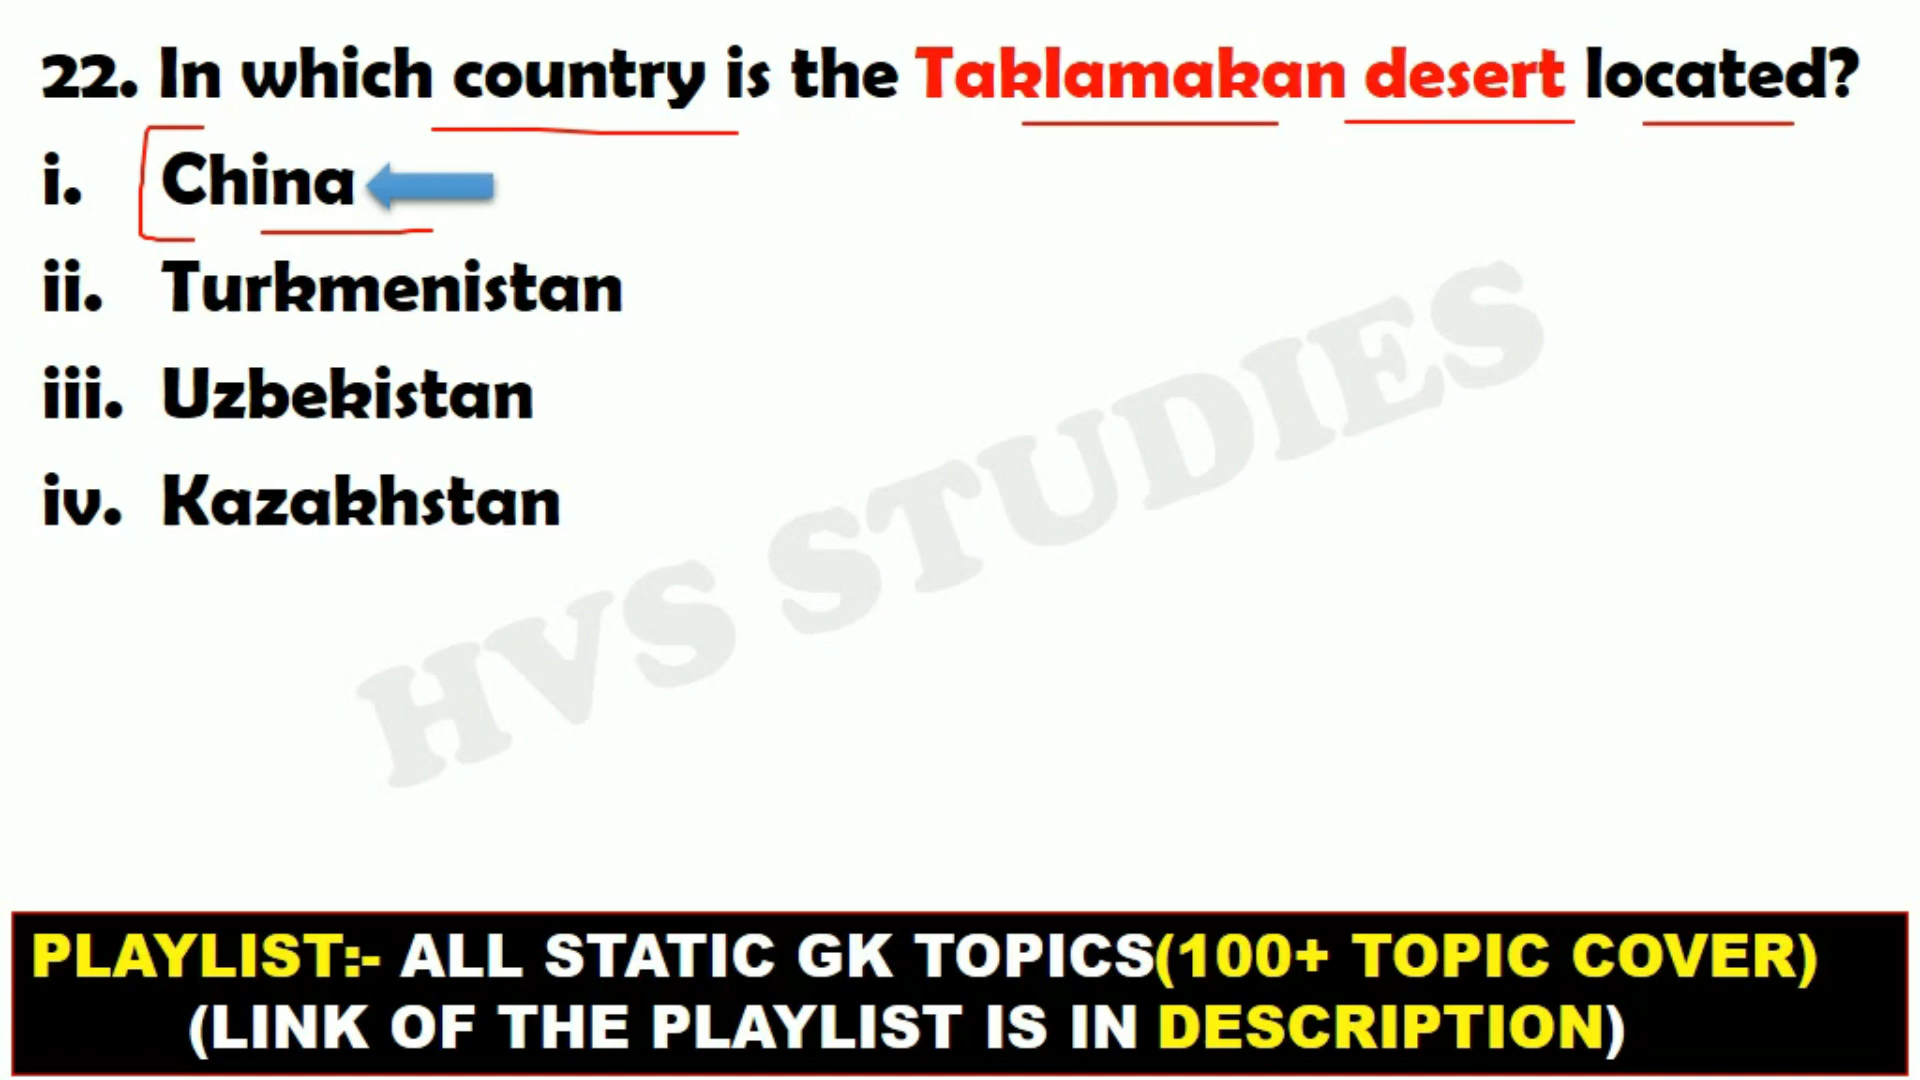 22. In which country is the Taklamakan desert located?
i. China
ii. Turkmenistan
iii. Uzbekistan
iv. Kazakhstan
HVS STUDIES
PLAYLIST:- ALL STATIC GK TOPICS(100+ TOPIC COVER)
(LINK OF THE PLAYLIST IS IN DESCRIPTION)